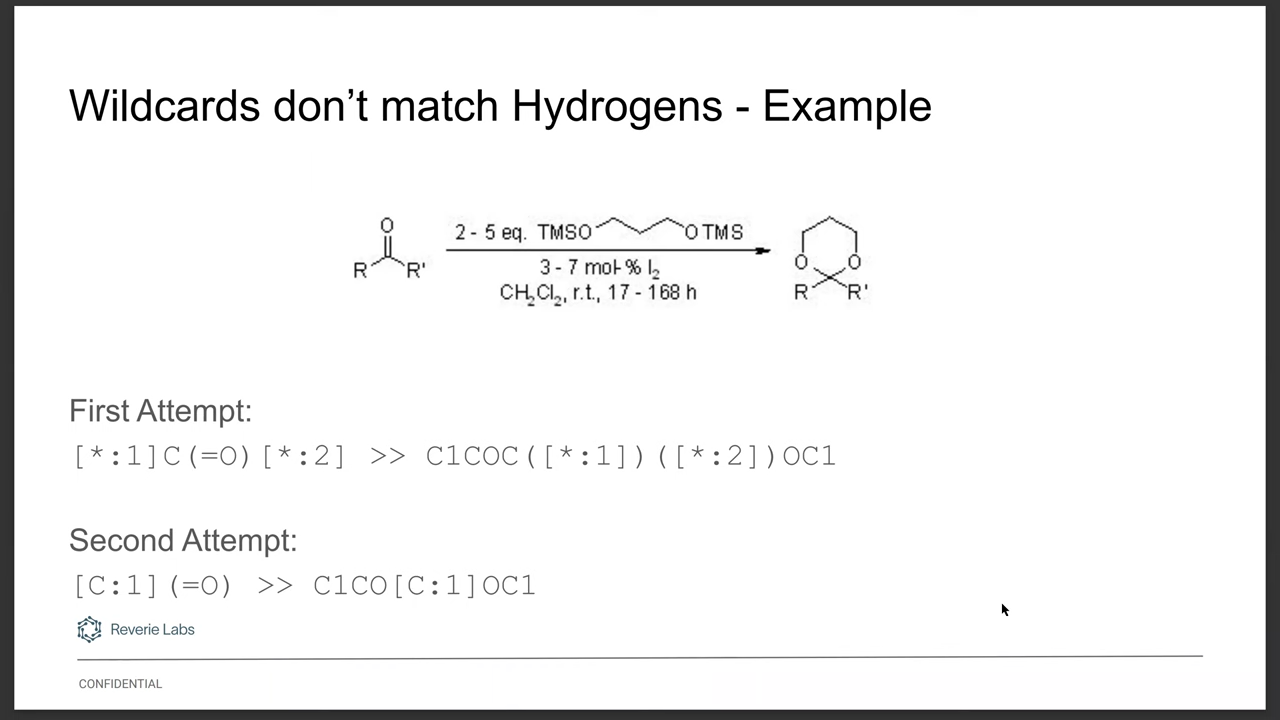 Wildcards don't match Hydrogens - Example
O
R R'
2 - 5 eq. TMSO OTMS
3 - 7 mol-% I2
CH2Cl2, r.t., 17 - 168 h
O O
R R'
First Attempt:
[*:1]C(=O)[*:2] >> C1COC([*:1])([*:2])OC1
Second Attempt:
[C:1](=O) >> C1CO[C:1]OC1
Reverie Labs
CONFIDENTIAL